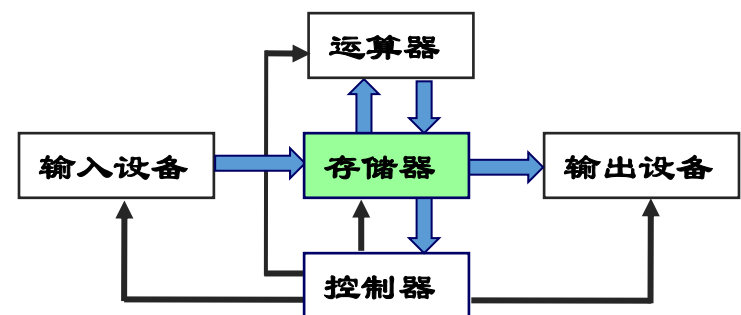 运算器
输入设备
存储器
输出设备
控制器